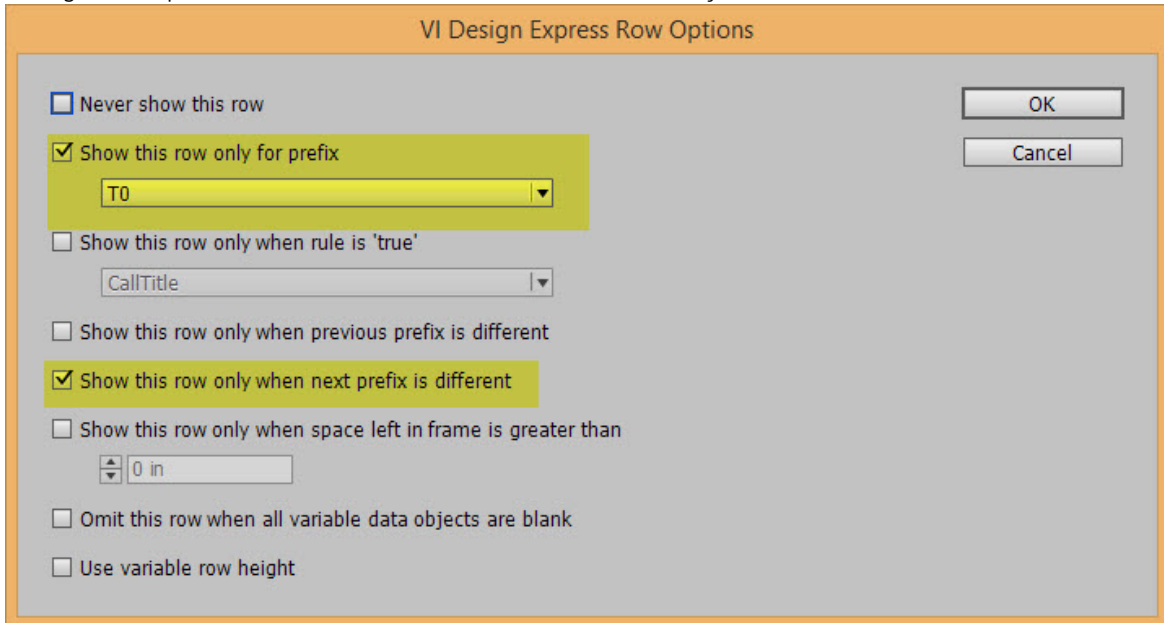 VI Design Express Row Options
Never show this row
OK
Show this row only for prefix
Cancel
T0
Show this row only when rule is 'true'
CallTitle
Show this row only when previous prefix is different
Show this row only when next prefix is different
Show this row only when space left in frame is greater than
0 in
Omit this row when all variable data objects are blank
Use variable row height